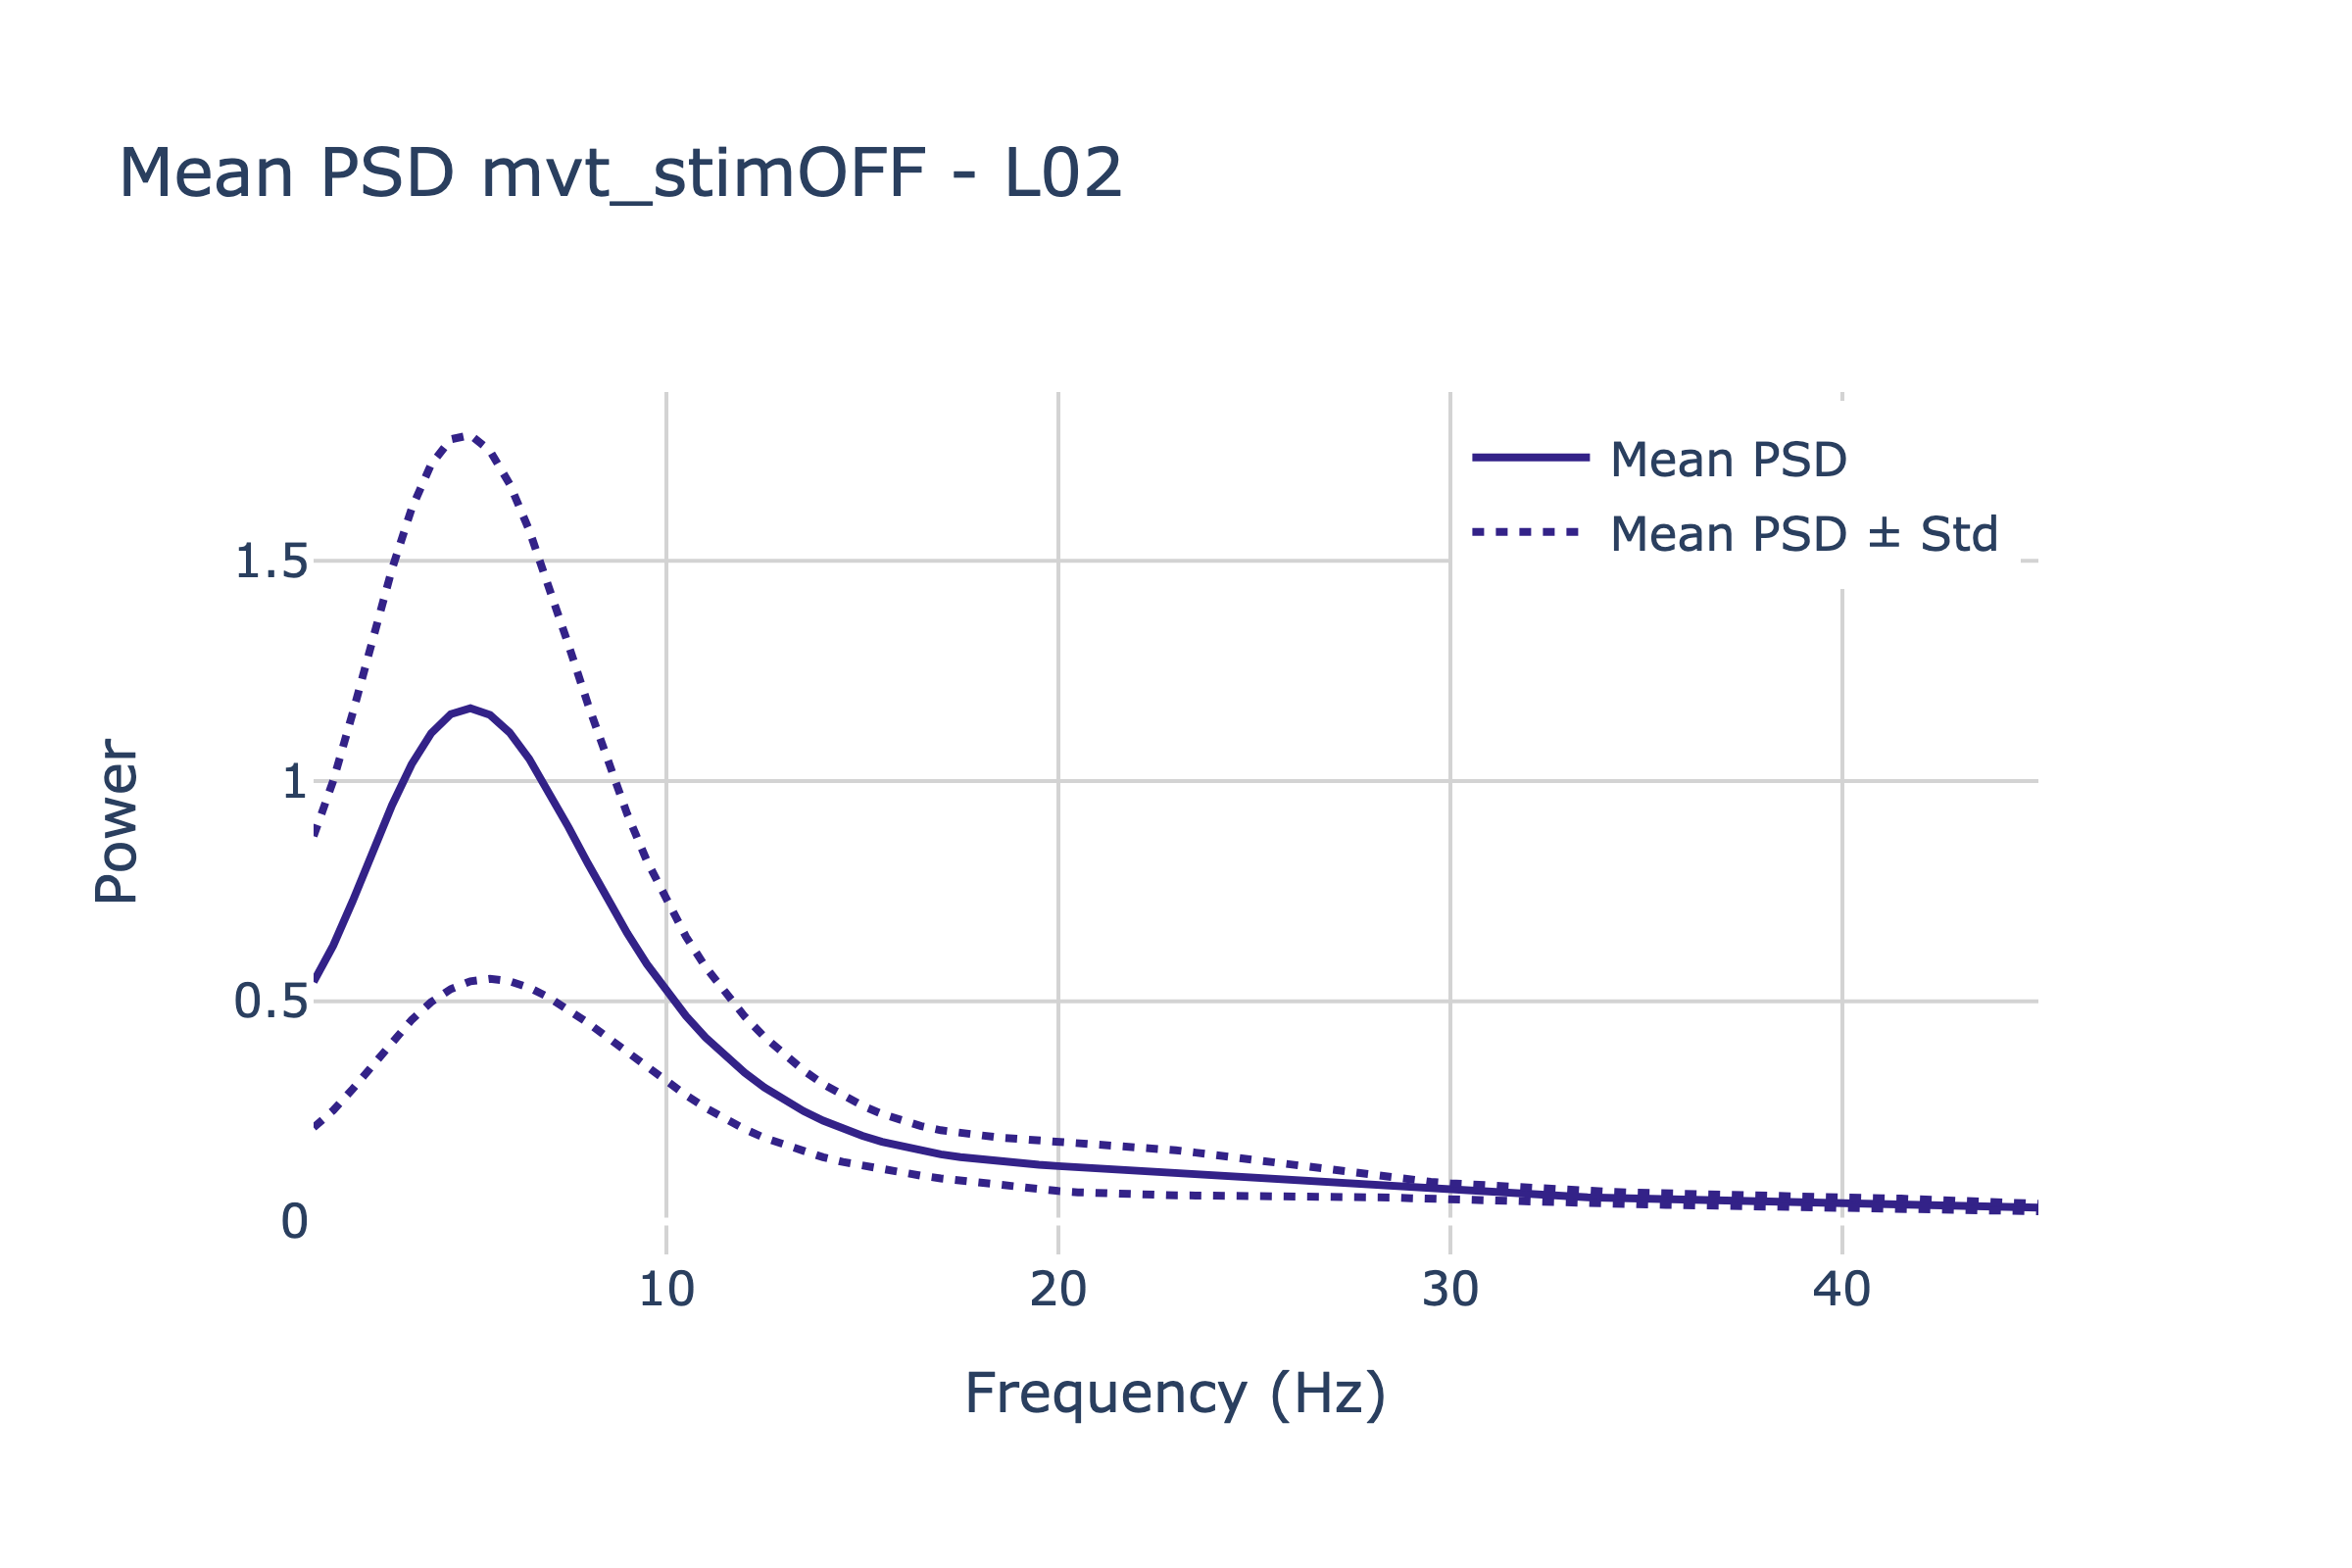 Mean PSD mvt_stimOFF - L02
Mean PSD
Mean PSD ± Std
Power
1.5
1
0.5
0
10 20 30 40
Frequency (Hz)